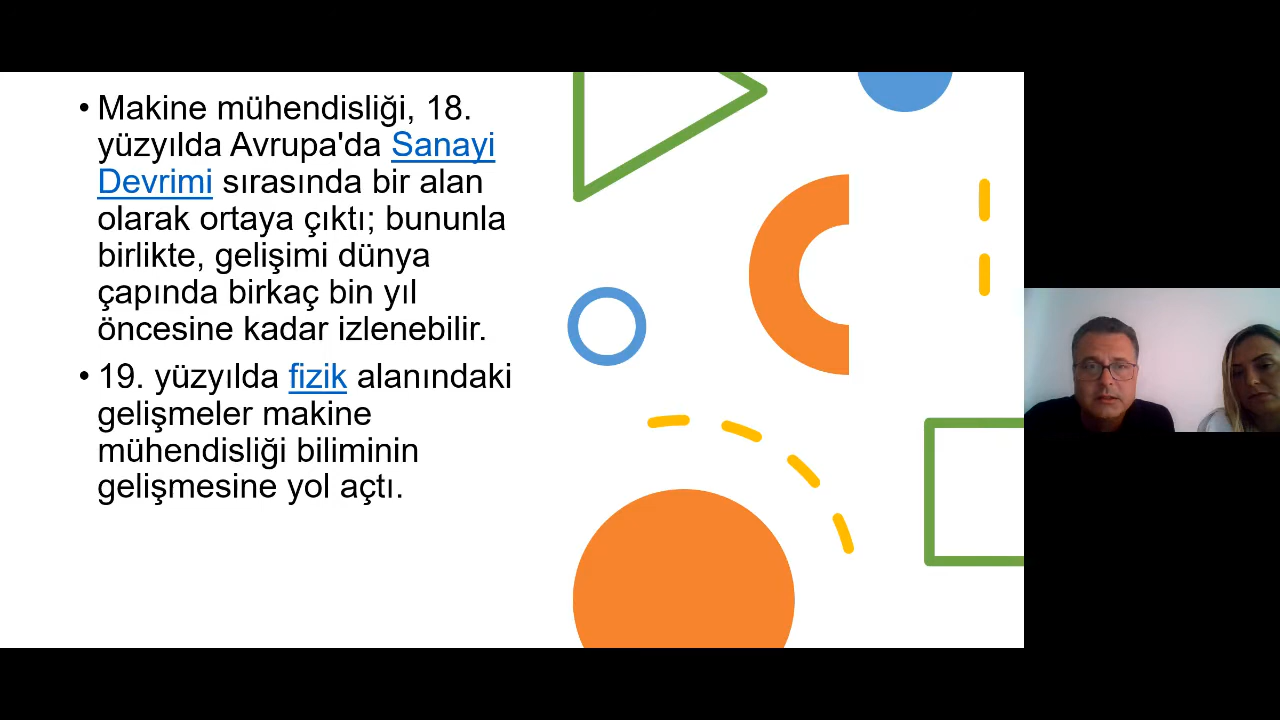 • Makine mühendisliği, 18.
yüzyılda Avrupa'da Sanayi
Devrimi sırasında bir alan
olarak ortaya çıktı; bununla
birlikte, gelişimi dünya
çapında birkaç bin yıl
öncesine kadar izlenebilir.
• 19. yüzyılda fizik alanındaki
gelişmeler makine
mühendisliği biliminin
gelişmesine yol açtı.